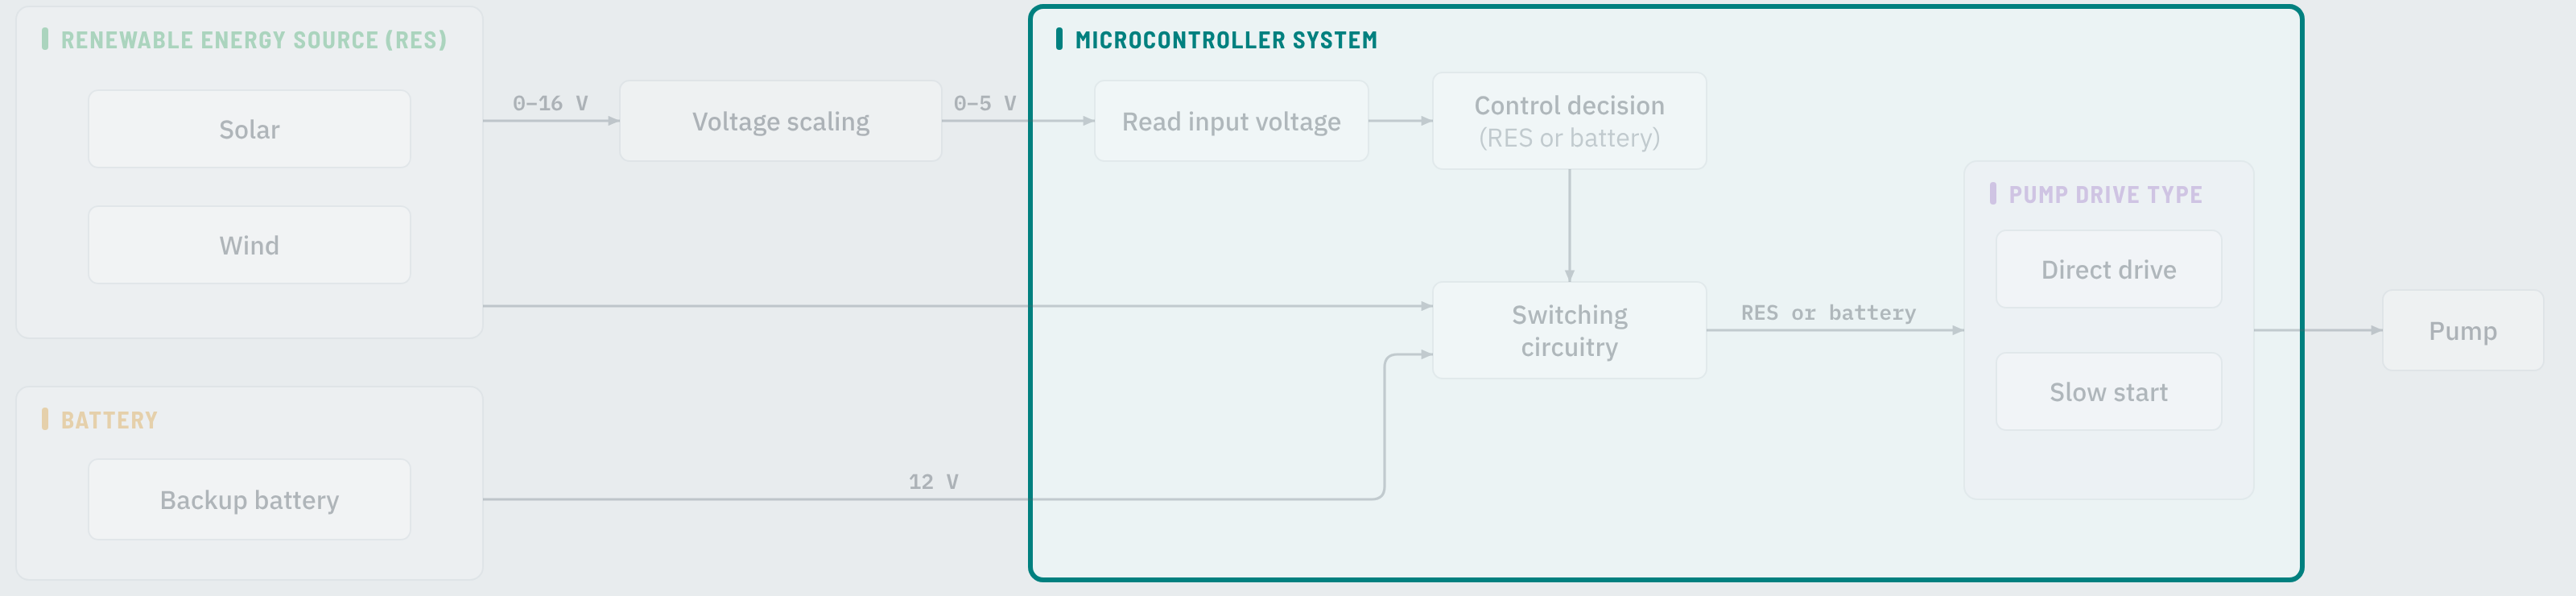 RENEWABLE ENERGY SOURCE (RES)
Solar
Wind
0–16 V
Voltage scaling
0–5 V
MICROCONTROLLER SYSTEM
Read input voltage
Control decision
(RES or battery)
Switching
circuitry
RES or battery
PUMP DRIVE TYPE
Direct drive
Slow start
Pump
BATTERY
Backup battery
12 V